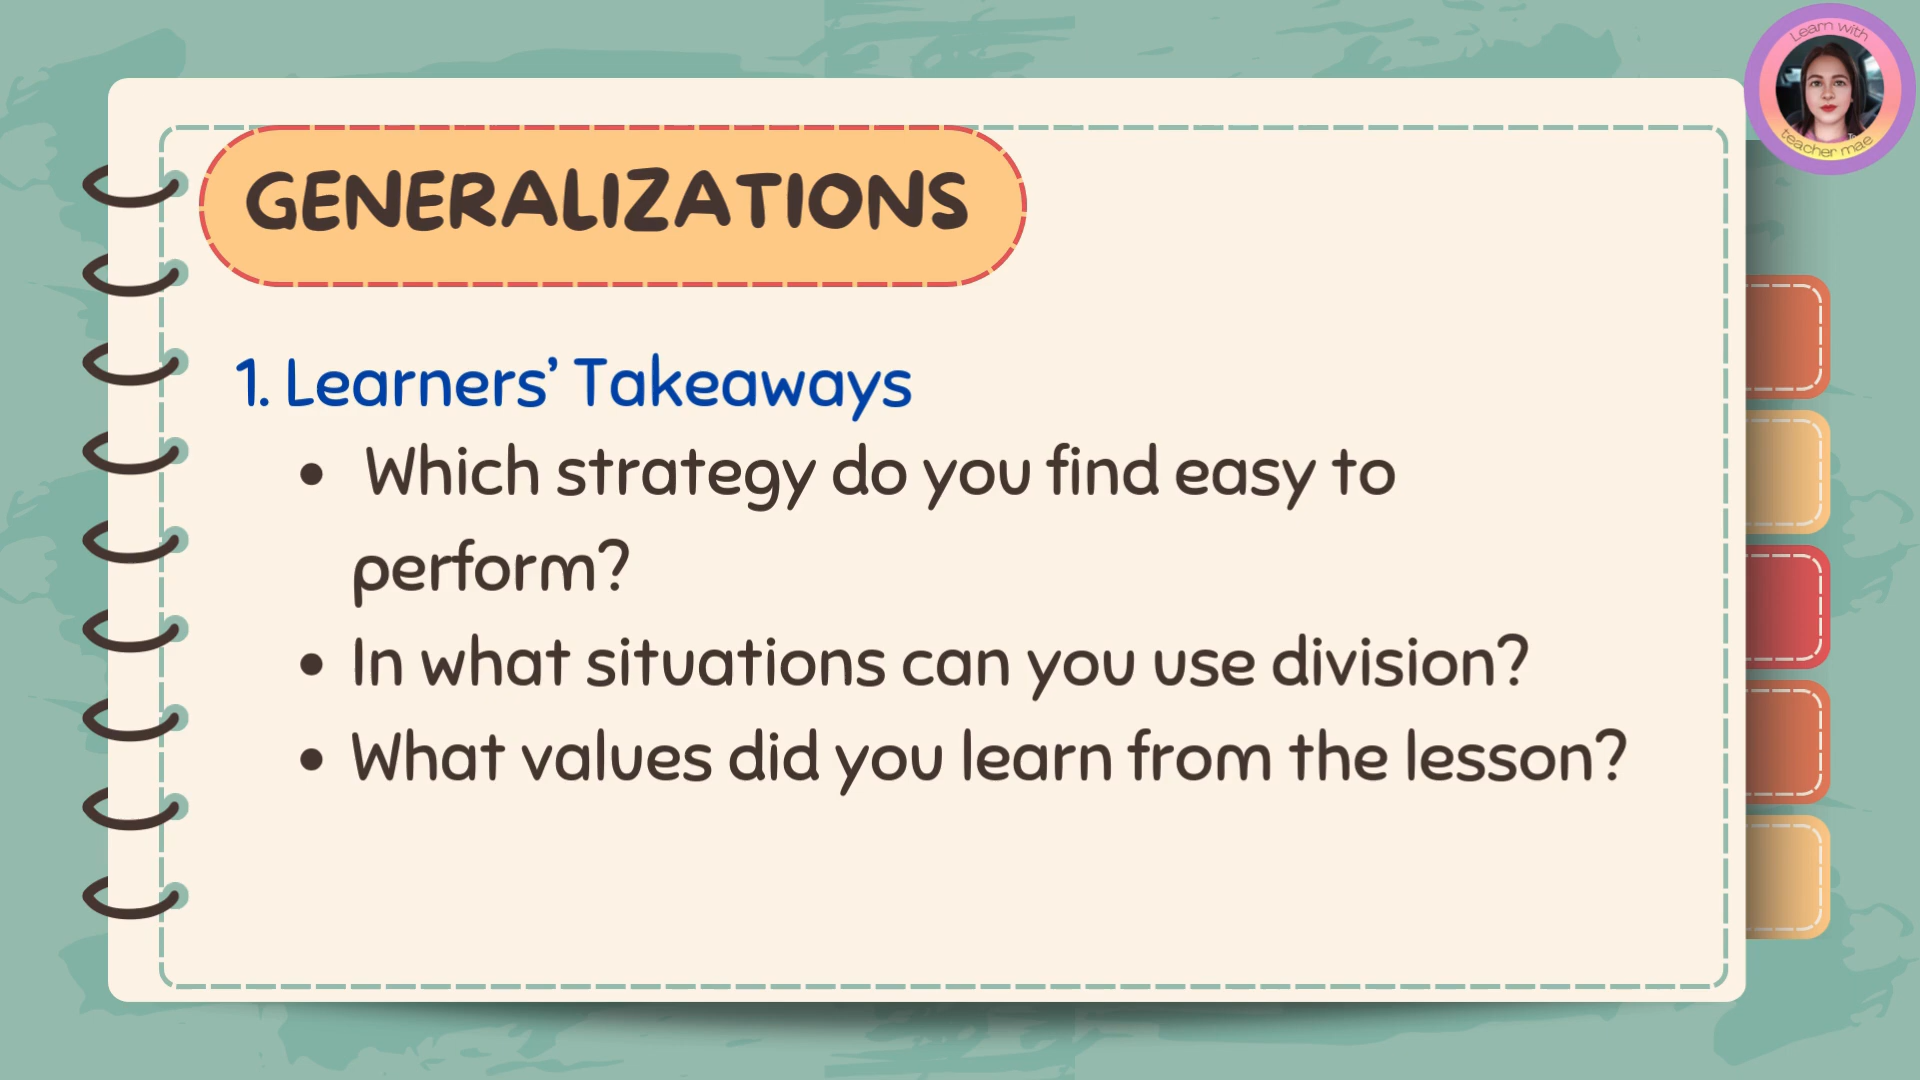 Learn with
teacher mae
GENERALIZATIONS
1. Learners’ Takeaways
• Which strategy do you find easy to
perform?
• In what situations can you use division?
• What values did you learn from the lesson?